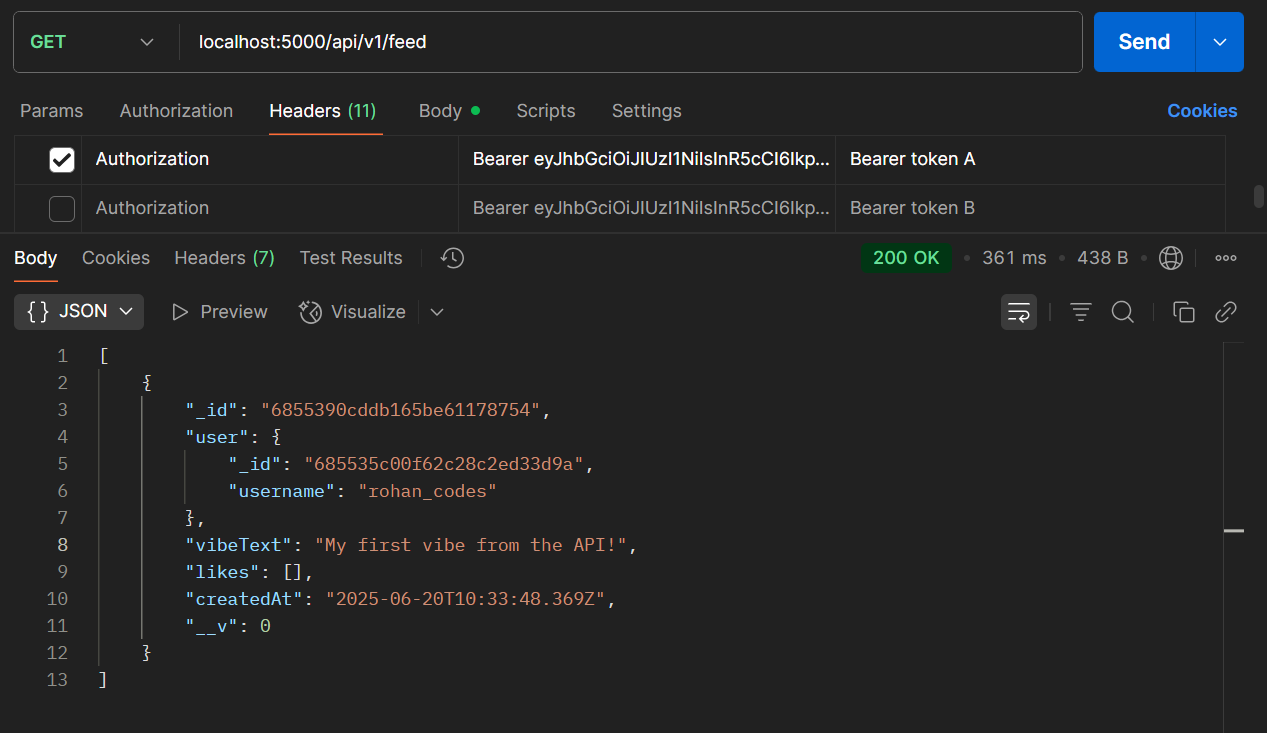 GET localhost:5000/api/v1/feed Send
Params Authorization Headers (11) Body Scripts Settings Cookies
Authorization Bearer eyJhbGciOiJIUzI1NiIsInR5cCI6Ikp... Bearer token A
Authorization Bearer eyJhbGciOiJIUzI1NiIsInR5cCI6Ikp... Bearer token B
Body Cookies Headers (7) Test Results 200 OK 361 ms 438 B
{} JSON Preview Visualize
1 [
2 {
3 "_id": "6855390cddb165be61178754",
4 "user": {
5 "_id": "685535c00f62c28c2ed33d9a",
6 "username": "rohan_codes"
7 },
8 "vibeText": "My first vibe from the API!",
9 "likes": [],
10 "createdAt": "2025-06-20T10:33:48.369Z",
11 "__v": 0
12 }
13 ]